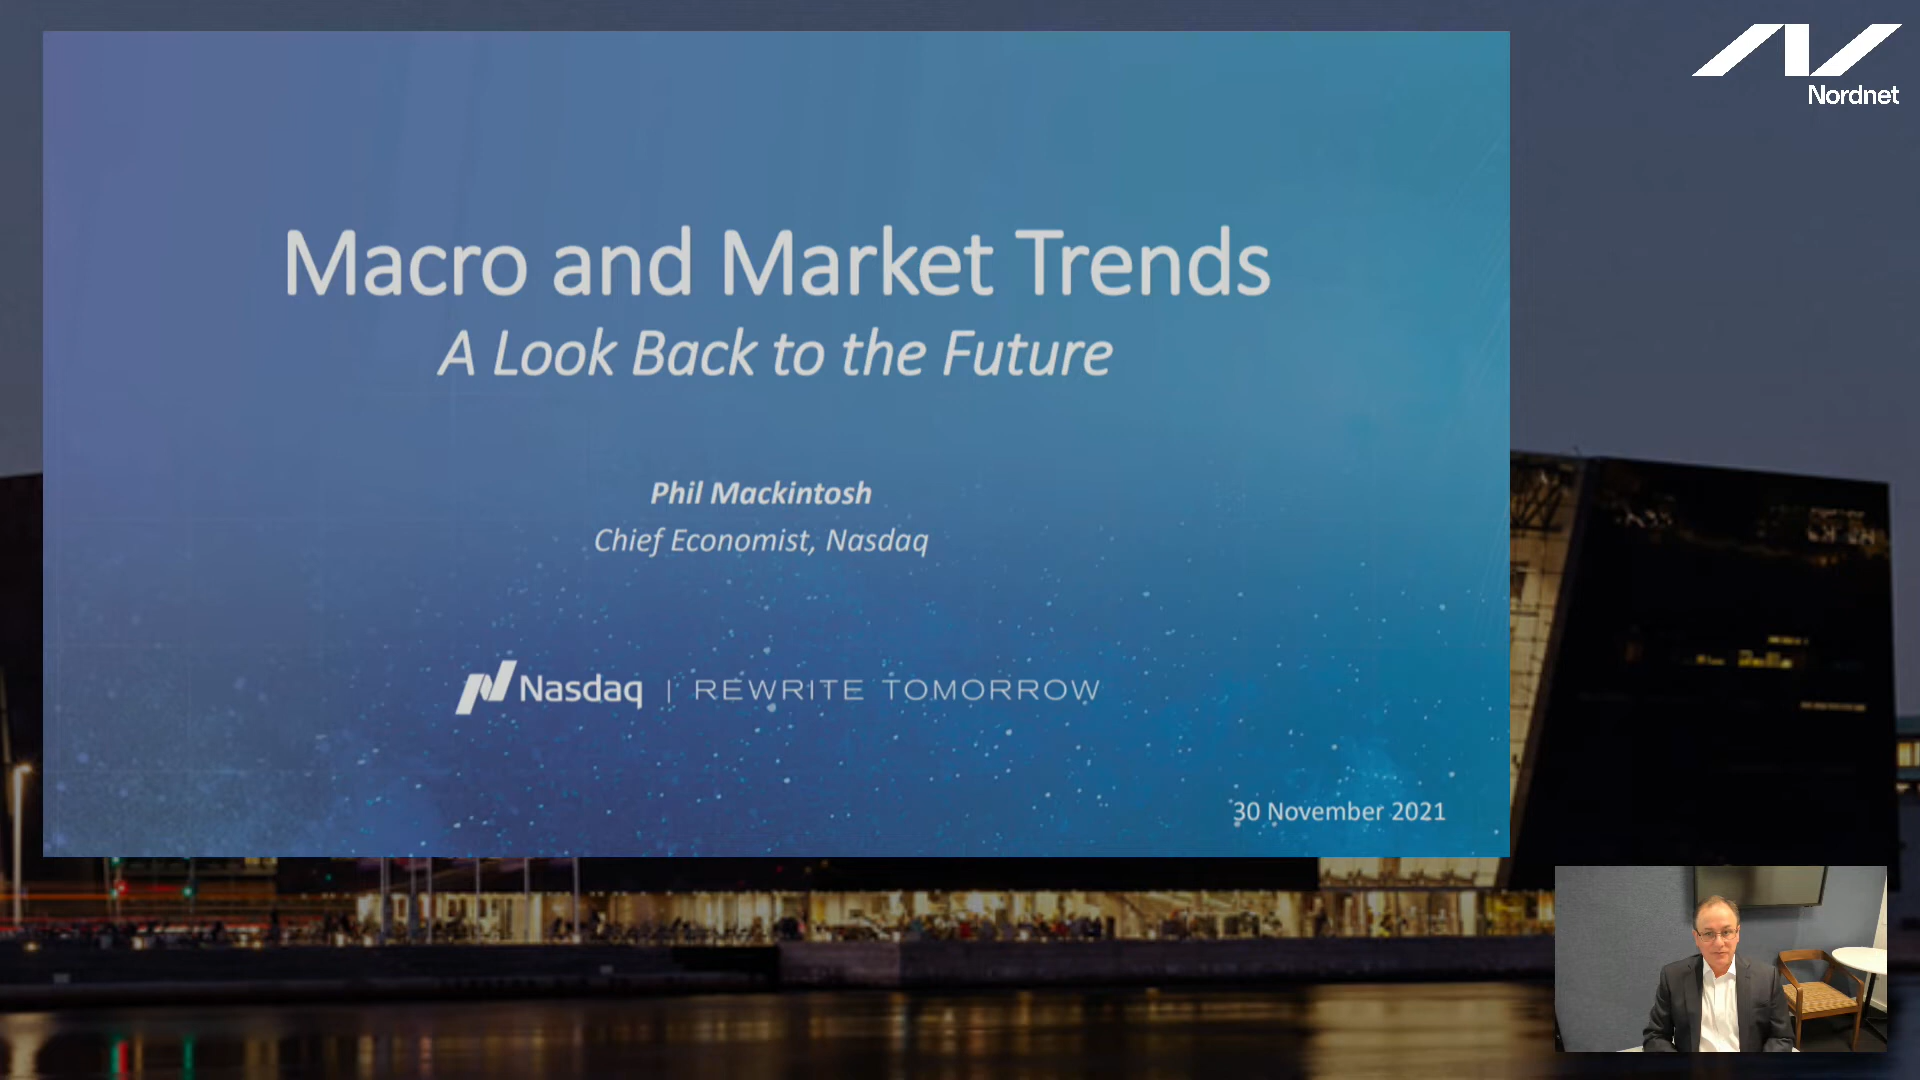 Nordnet
Macro and Market Trends
A Look Back to the Future
Phil Mackintosh
Chief Economist, Nasdaq
Nasdaq | REWRITE TOMORROW
30 November 2021